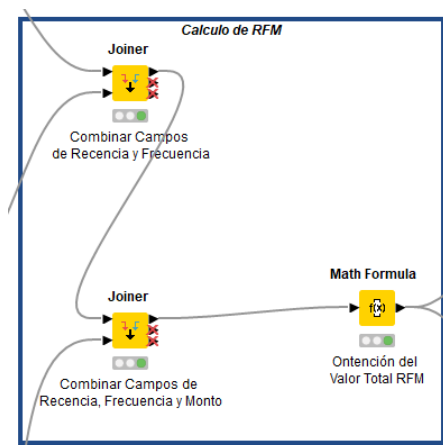 Calculo de RFM
Joiner
Combinar Campos
de Recencia y Frecuencia
Joiner
Combinar Campos de
Recencia, Frecuencia y Monto
Math Formula
f(x)
Ontención del
Valor Total RFM